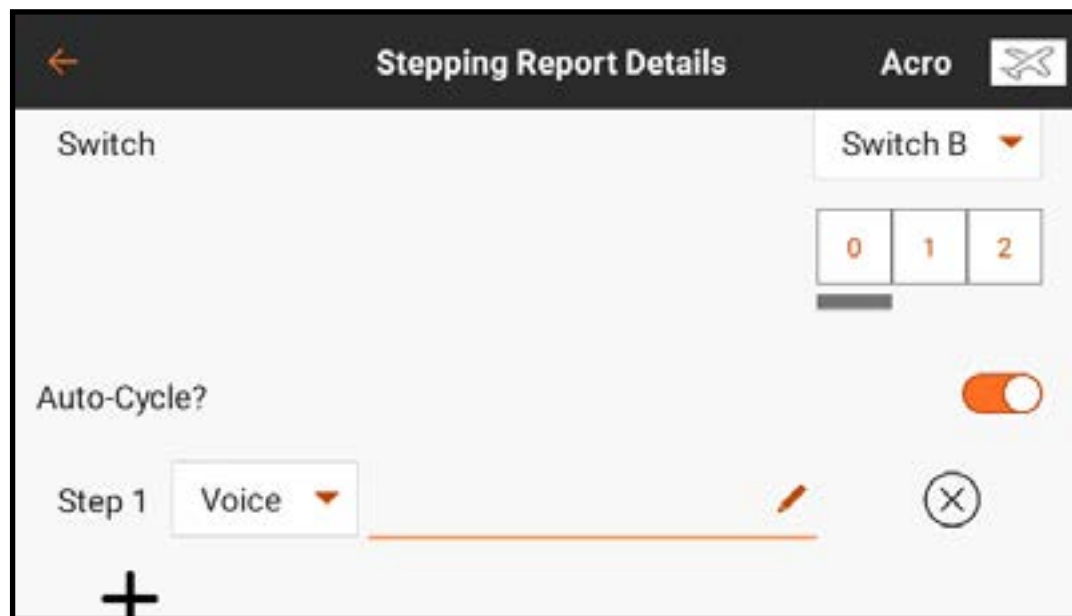 Stepping Report Details Acro
Switch Switch B
0 1 2
Auto-Cycle?
Step 1 Voice